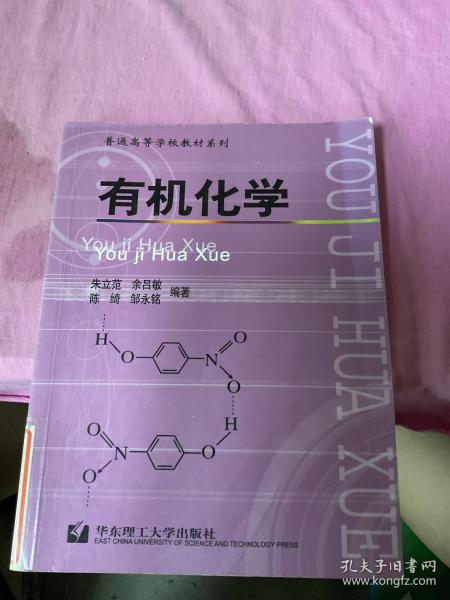 普通高等学校教材系列
有机化学
You ji Hua Xue
You ji Hua Xue
YOU JI HUA XUE
朱立范 余吕敏
陈 绮 邹永铭 编著
H
O
N
O
O
H
O
N
O
O
华东理工大学出版社
EAST CHINA UNIVERSITY OF SCIENCE AND TECHNOLOGY PRESS
孔夫子旧书网
www.kongfz.com